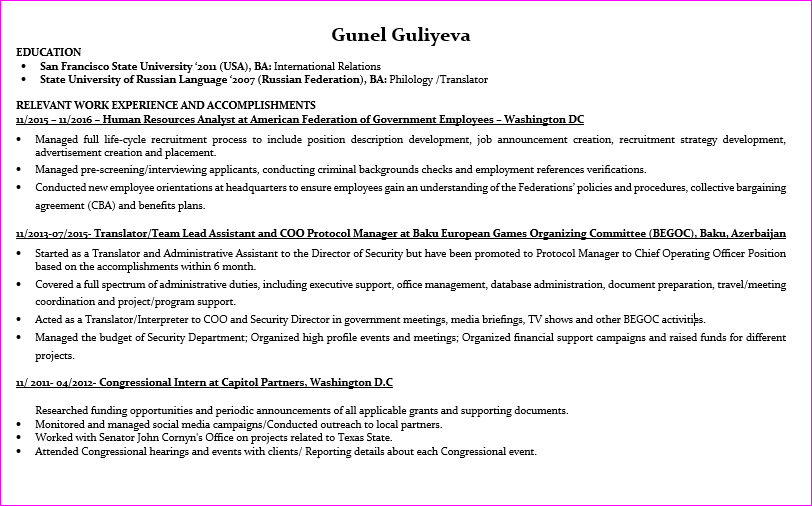 Gunel Guliyeva
EDUCATION
• San Francisco State University ‘2011 (USA), BA: International Relations
• State University of Russian Language ‘2007 (Russian Federation), BA: Philology /Translator
RELEVANT WORK EXPERIENCE AND ACCOMPLISHMENTS
11/2015 – 11/2016 – Human Resources Analyst at American Federation of Government Employees – Washington DC
• Managed full life-cycle recruitment process to include position description development, job announcement creation, recruitment strategy development,
advertisement creation and placement.
• Managed pre-screening/interviewing applicants, conducting criminal backgrounds checks and employment references verifications.
• Conducted new employee orientations at headquarters to ensure employees gain an understanding of the Federations’ policies and procedures, collective bargaining
agreement (CBA) and benefits plans.
11/2013-07/2015- Translator/Team Lead Assistant and COO Protocol Manager at Baku European Games Organizing Committee (BEGOC), Baku, Azerbaijan
• Started as a Translator and Administrative Assistant to the Director of Security but have been promoted to Protocol Manager to Chief Operating Officer Position
based on the accomplishments within 6 month.
• Covered a full spectrum of administrative duties, including executive support, office management, database administration, document preparation, travel/meeting
coordination and project/program support.
• Acted as a Translator/Interpreter to COO and Security Director in government meetings, media briefings, TV shows and other BEGOC activities.
• Managed the budget of Security Department; Organized high profile events and meetings; Organized financial support campaigns and raised funds for different
projects.
11/ 2011- 04/2012- Congressional Intern at Capitol Partners, Washington D.C
Researched funding opportunities and periodic announcements of all applicable grants and supporting documents.
• Monitored and managed social media campaigns/Conducted outreach to local partners.
• Worked with Senator John Cornyn's Office on projects related to Texas State.
• Attended Congressional hearings and events with clients/ Reporting details about each Congressional event.